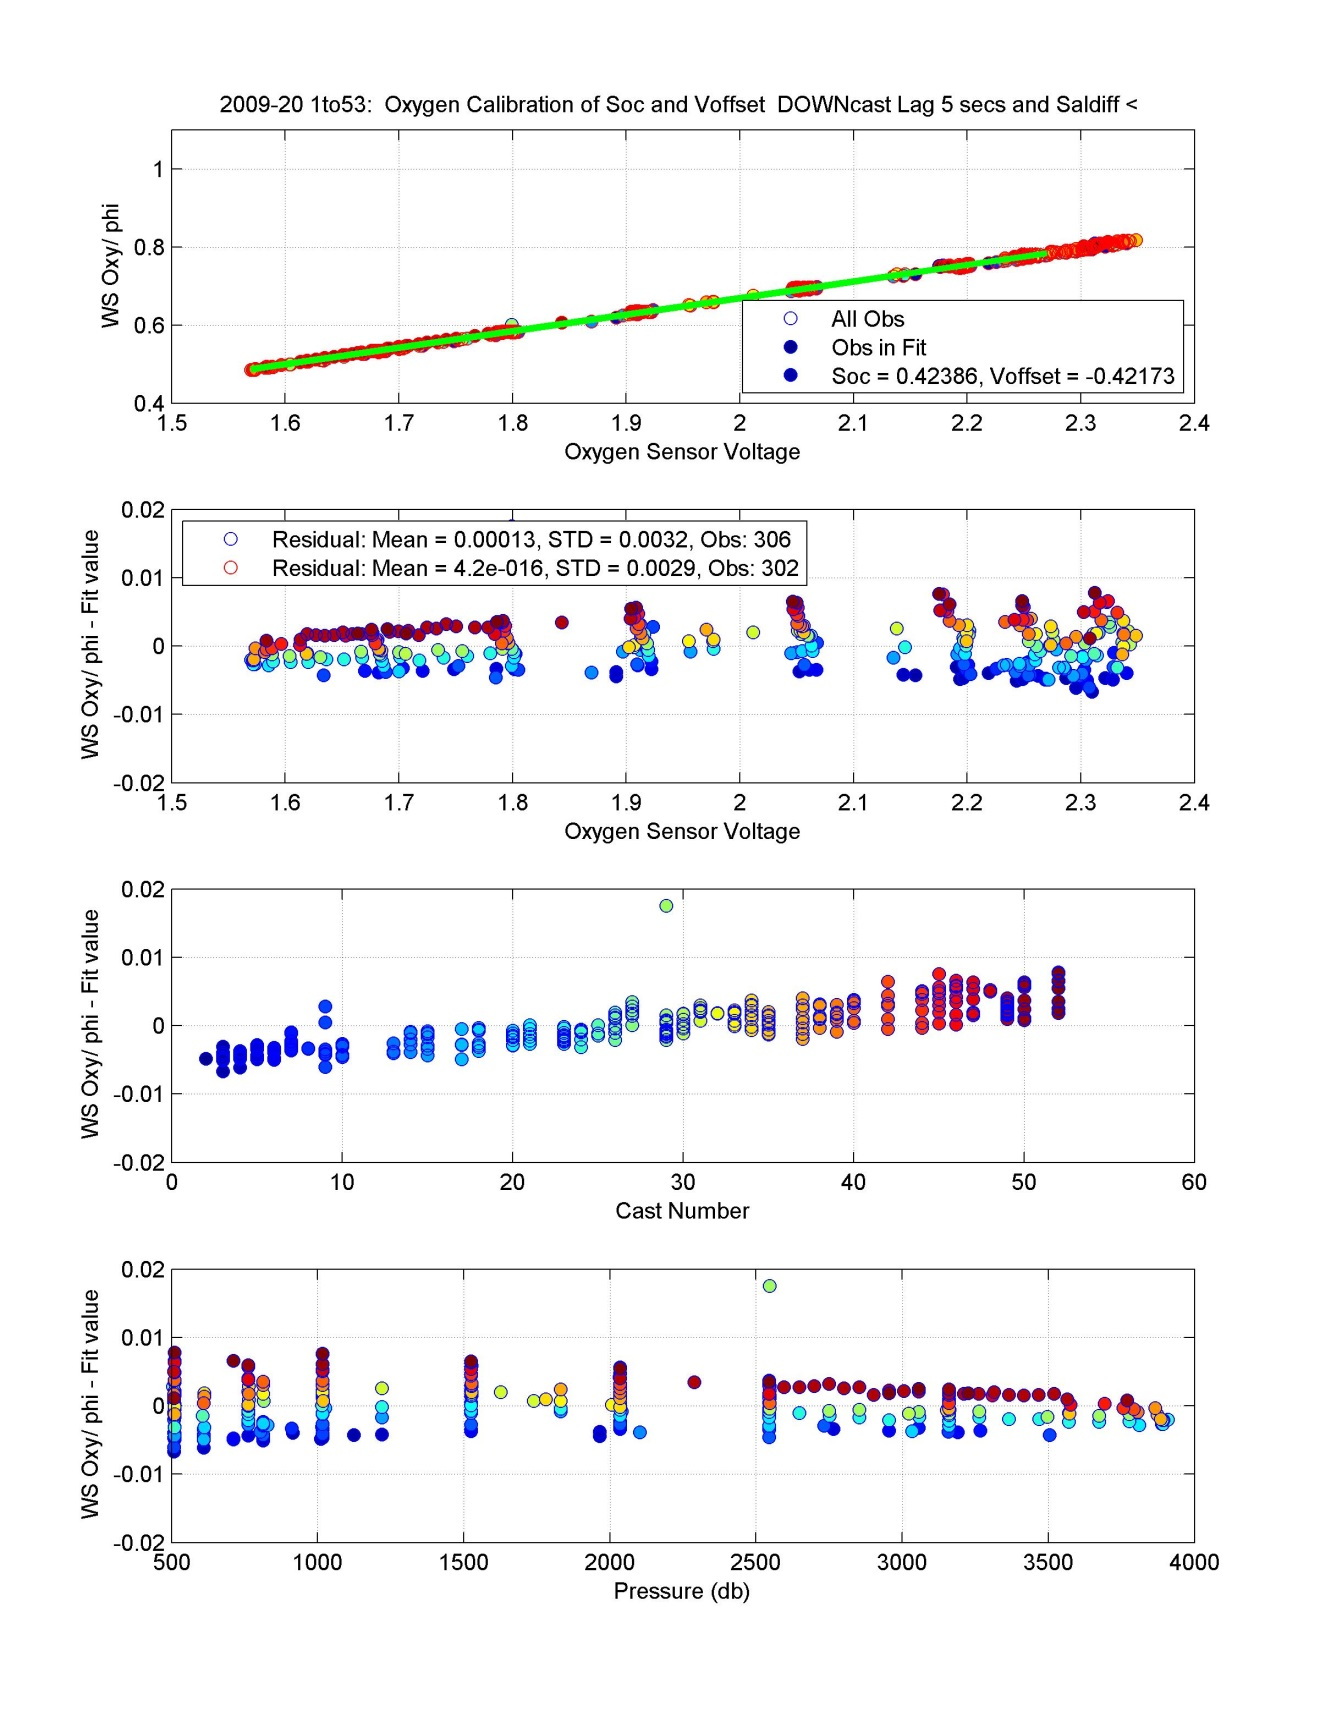 2009-20 1to53:  Oxygen Calibration of Soc and Voffset  DOWNcast Lag 5 secs and Saldiff <
WS Oxy/ phi
1
0.8
0.6
0.4
All Obs
Obs in Fit
Soc = 0.42386, Voffset = -0.42173
1.5 1.6 1.7 1.8 1.9 2 2.1 2.2 2.3 2.4
Oxygen Sensor Voltage
WS Oxy/ phi - Fit value
0.02
0.01
0
-0.01
-0.02
Residual: Mean = 0.00013, STD = 0.0032, Obs: 306
Residual: Mean = 4.2e-016, STD = 0.0029, Obs: 302
1.5 1.6 1.7 1.8 1.9 2 2.1 2.2 2.3 2.4
Oxygen Sensor Voltage
WS Oxy/ phi - Fit value
0.02
0.01
0
-0.01
-0.02
0 10 20 30 40 50 60
Cast Number
WS Oxy/ phi - Fit value
0.02
0.01
0
-0.01
-0.02
500 1000 1500 2000 2500 3000 3500 4000
Pressure (db)